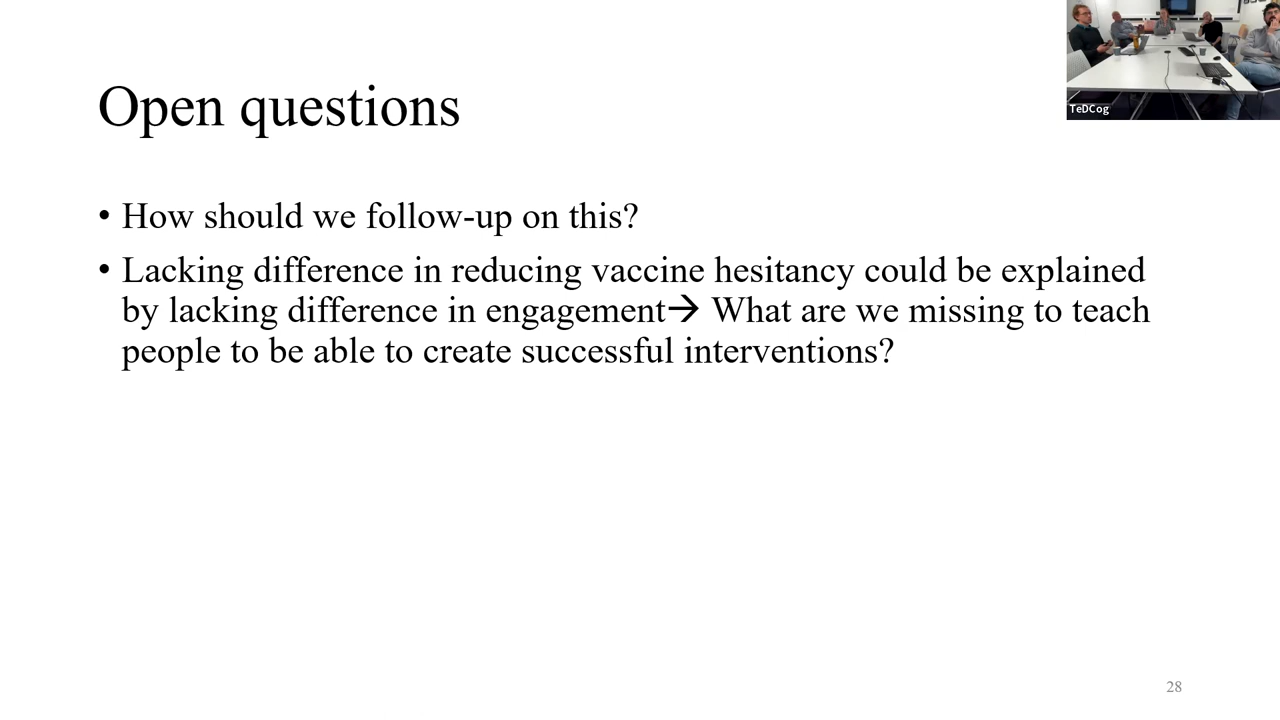 TeDCog
Open questions
• How should we follow-up on this?
• Lacking difference in reducing vaccine hesitancy could be explained
by lacking difference in engagement→ What are we missing to teach
people to be able to create successful interventions?
28